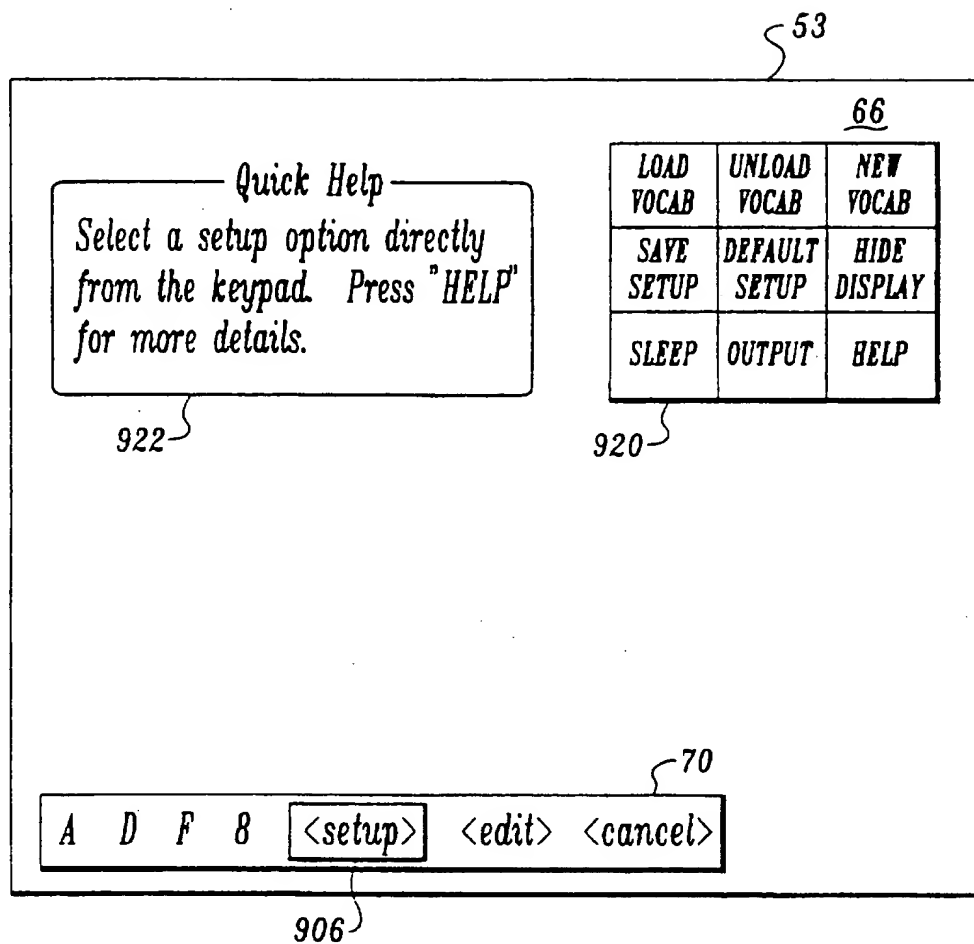 53
66
Quick Help
Select a setup option directly
from the keypad. Press "HELP"
for more details.
922
LOAD VOCAB UNLOAD VOCAB NEW VOCAB
SAVE SETUP DEFAULT SETUP HIDE DISPLAY
SLEEP OUTPUT HELP
920
70
A D F 8 <setup> <edit> <cancel>
906